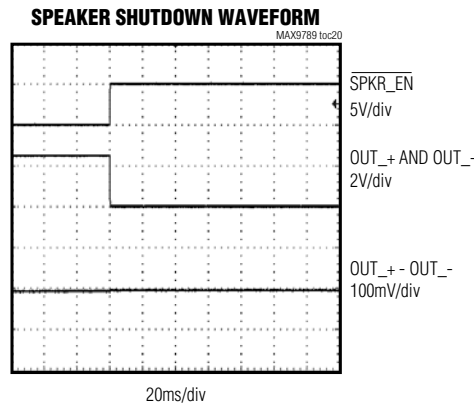 SPEAKER SHUTDOWN WAVEFORM
MAX9789 toc20
SPKR_EN
5V/div
OUT_+ AND OUT_-
2V/div
OUT_+ - OUT_-
100mV/div
20ms/div